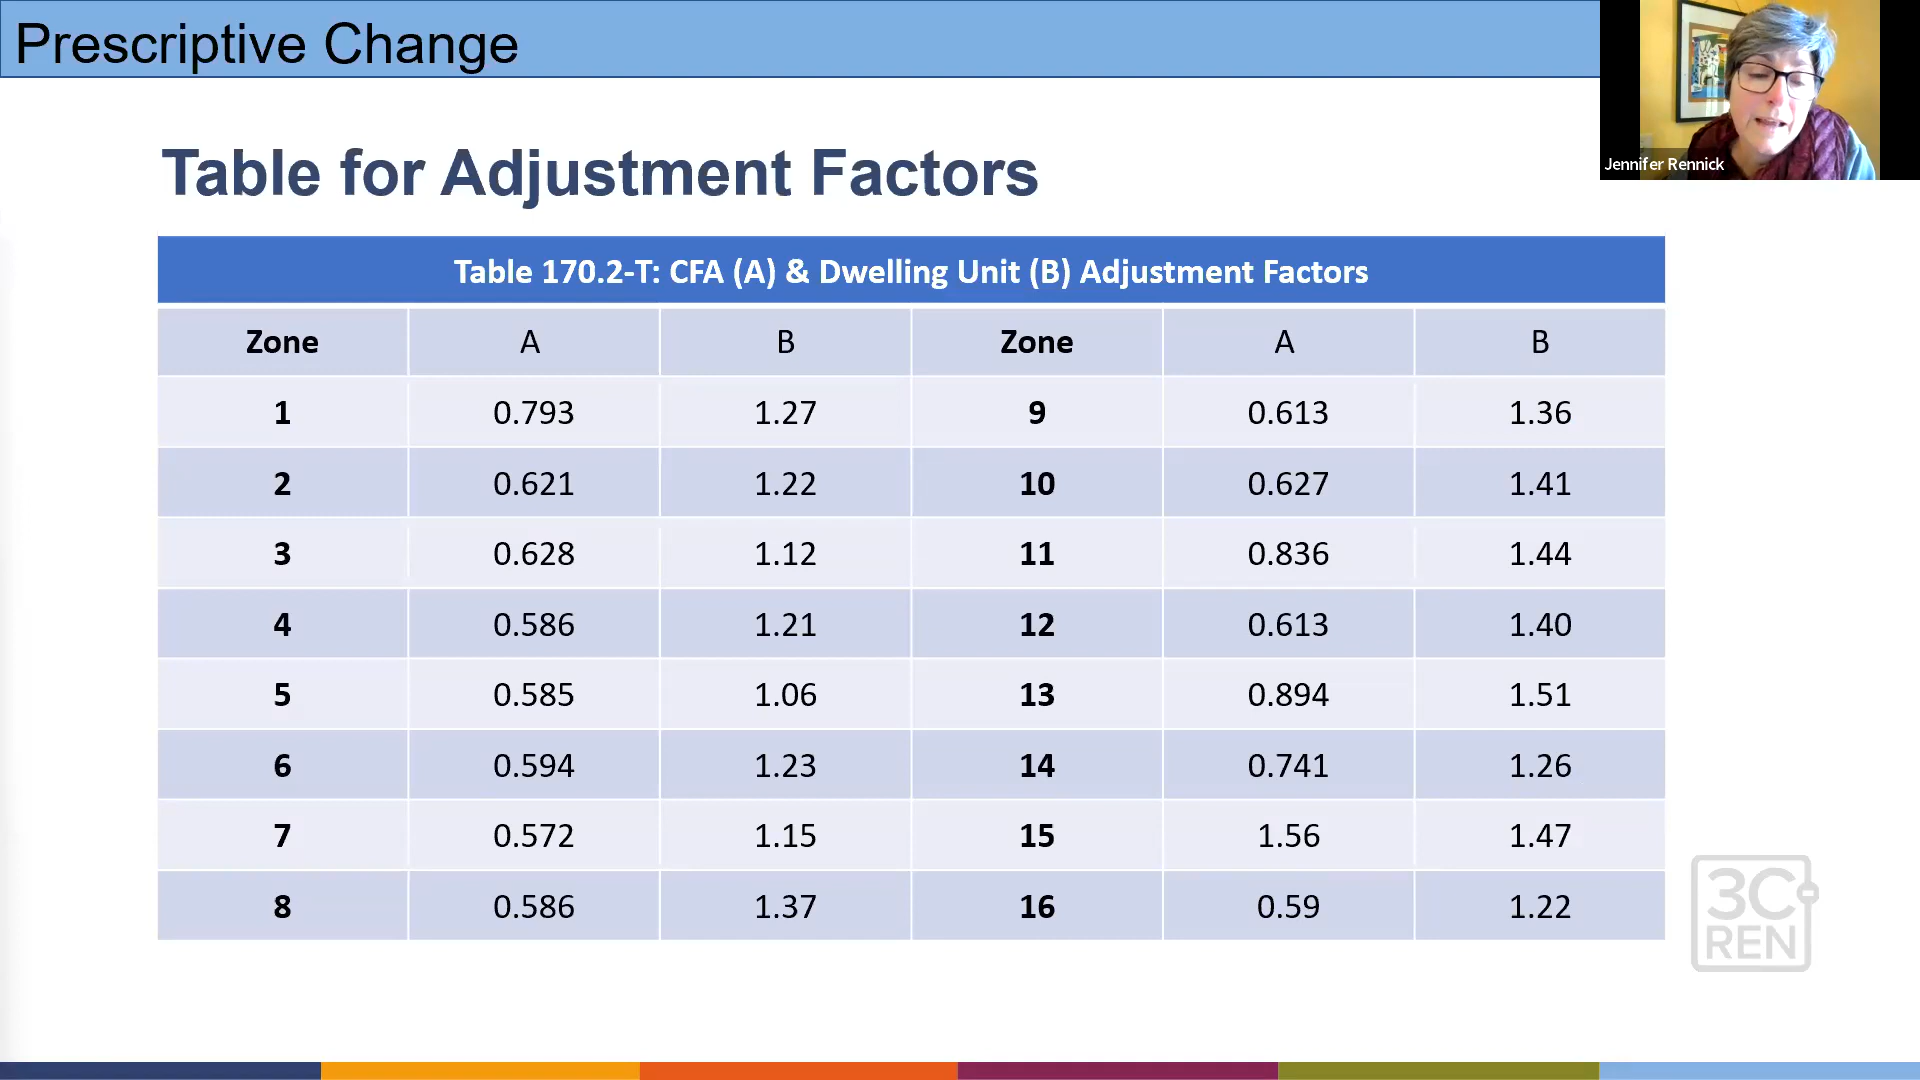 Prescriptive Change
Jennifer Rennick
Table for Adjustment Factors
Table 170.2-T: CFA (A) & Dwelling Unit (B) Adjustment Factors
Zone A B Zone A B
1 0.793 1.27 9 0.613 1.36
2 0.621 1.22 10 0.627 1.41
3 0.628 1.12 11 0.836 1.44
4 0.586 1.21 12 0.613 1.40
5 0.585 1.06 13 0.894 1.51
6 0.594 1.23 14 0.741 1.26
7 0.572 1.15 15 1.56 1.47
8 0.586 1.37 16 0.59 1.22
3C
REN